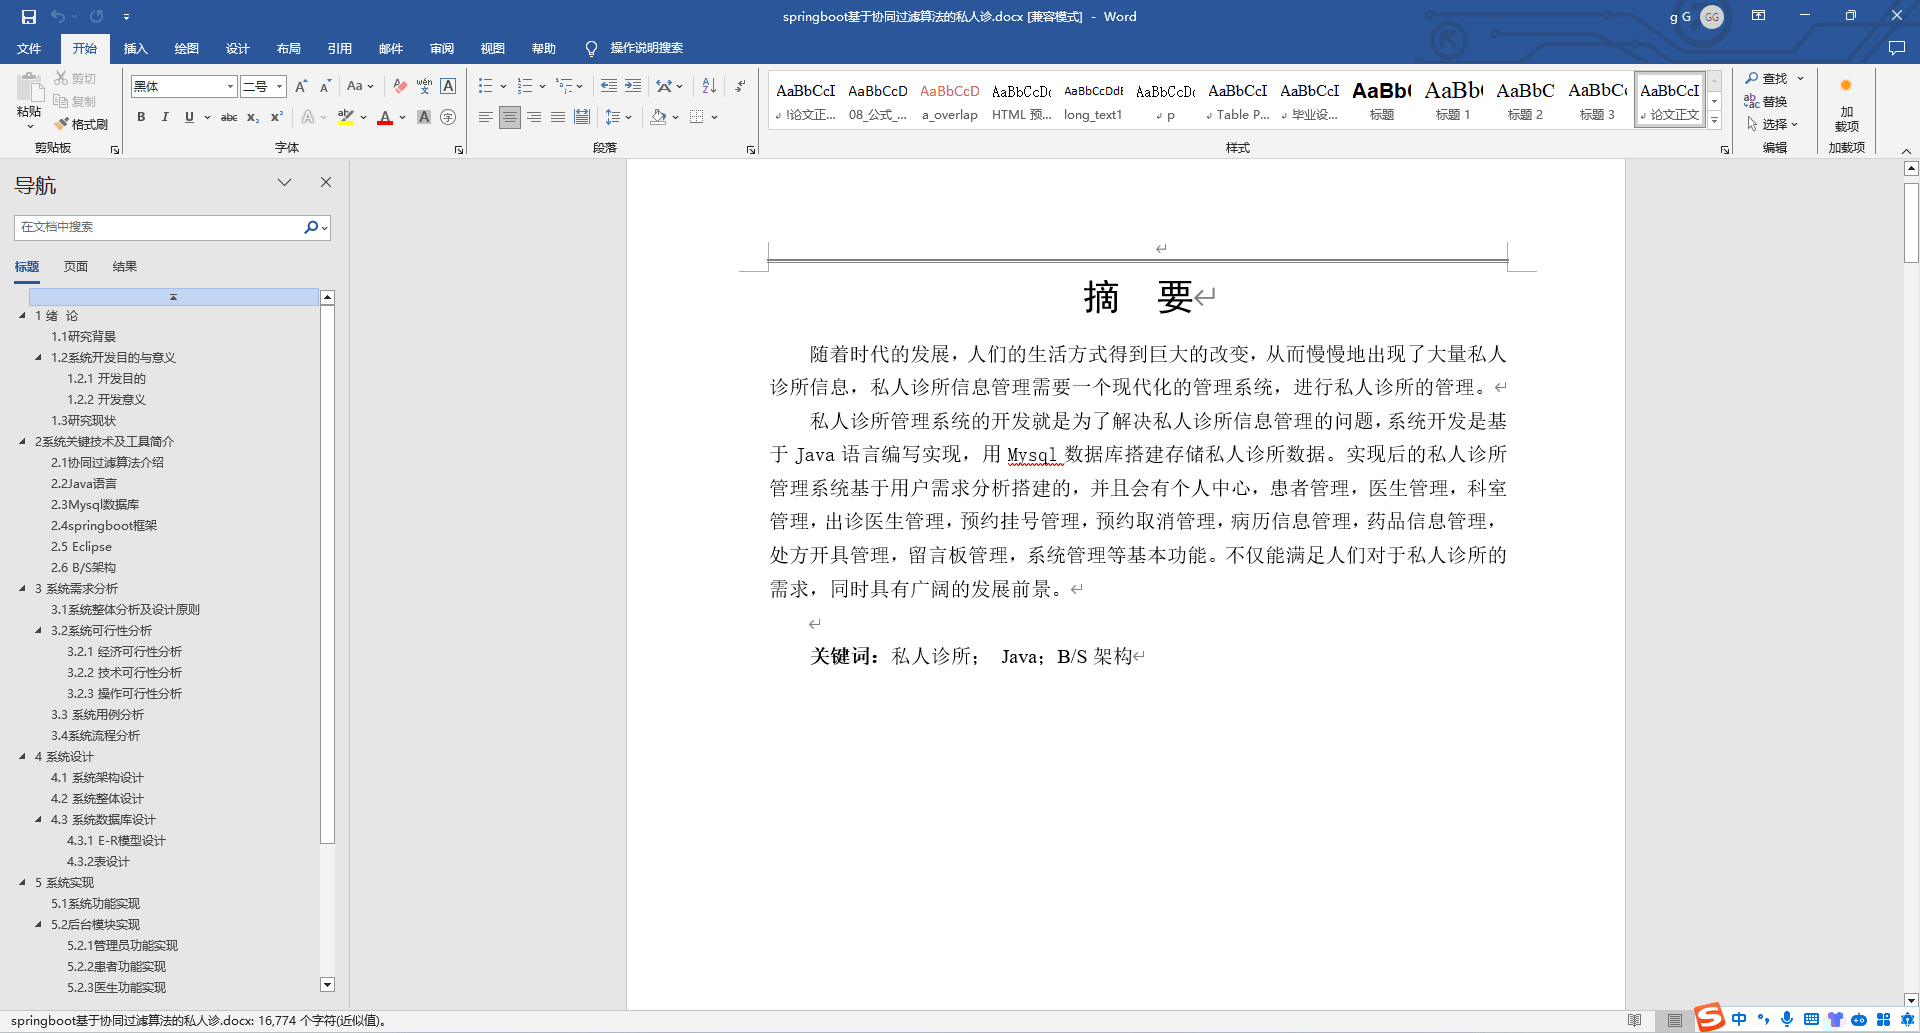 springboot基于协同过滤算法的私人诊.docx [兼容模式] - Word
g G GG
文件 开始 插入 绘图 设计 布局 引用 邮件 审阅 视图 帮助 操作说明搜索
粘贴 剪切 复制 格式刷 剪贴板
黑体 二号 Aa wén 文 A
B I U abc x₂ x² A ab A A 字 字体
段落
AaBbCcI !论文正...
AaBbCcD 08_公式_...
AaBbCcD a_overlap
AaBbCcDc HTML 预...
AaBbCcDdE long_text1
AaBbCcDc p
AaBbCcI Table P...
AaBbCcI 毕业设...
AaBb( 标题
AaBb( 标题 1
AaBbC 标题 2
AaBbC 标题 3
AaBbCcI 论文正文
样式
查找 替换 选择 编辑
加载项 加载项
导航
在文档中搜索
标题 页面 结果
1 绪 论
1.1研究背景
1.2系统开发目的与意义
1.2.1 开发目的
1.2.2 开发意义
1.3研究现状
2系统关键技术及工具简介
2.1协同过滤算法介绍
2.2Java语言
2.3Mysql数据库
2.4springboot框架
2.5 Eclipse
2.6 B/S架构
3 系统需求分析
3.1系统整体分析及设计原则
3.2系统可行性分析
3.2.1 经济可行性分析
3.2.2 技术可行性分析
3.2.3 操作可行性分析
3.3 系统用例分析
3.4系统流程分析
4 系统设计
4.1 系统架构设计
4.2 系统整体设计
4.3 系统数据库设计
4.3.1 E-R模型设计
4.3.2表设计
5 系统实现
5.1系统功能实现
5.2后台模块实现
5.2.1管理员功能实现
5.2.2患者功能实现
5.2.3医生功能实现
摘 要
随着时代的发展，人们的生活方式得到巨大的改变，从而慢慢地出现了大量私人
诊所信息，私人诊所信息管理需要一个现代化的管理系统，进行私人诊所的管理。
私人诊所管理系统的开发就是为了解决私人诊所信息管理的问题，系统开发是基
于 Java 语言编写实现，用 Mysql 数据库搭建存储私人诊所数据。实现后的私人诊所
管理系统基于用户需求分析搭建的，并且会有个人中心，患者管理，医生管理，科室
管理，出诊医生管理，预约挂号管理，预约取消管理，病历信息管理，药品信息管理，
处方开具管理，留言板管理，系统管理等基本功能。不仅能满足人们对于私人诊所的
需求，同时具有广阔的发展前景。
关键词：私人诊所； Java；B/S 架构
springboot基于协同过滤算法的私人诊.docx: 16,774 个字符(近似值)。
中